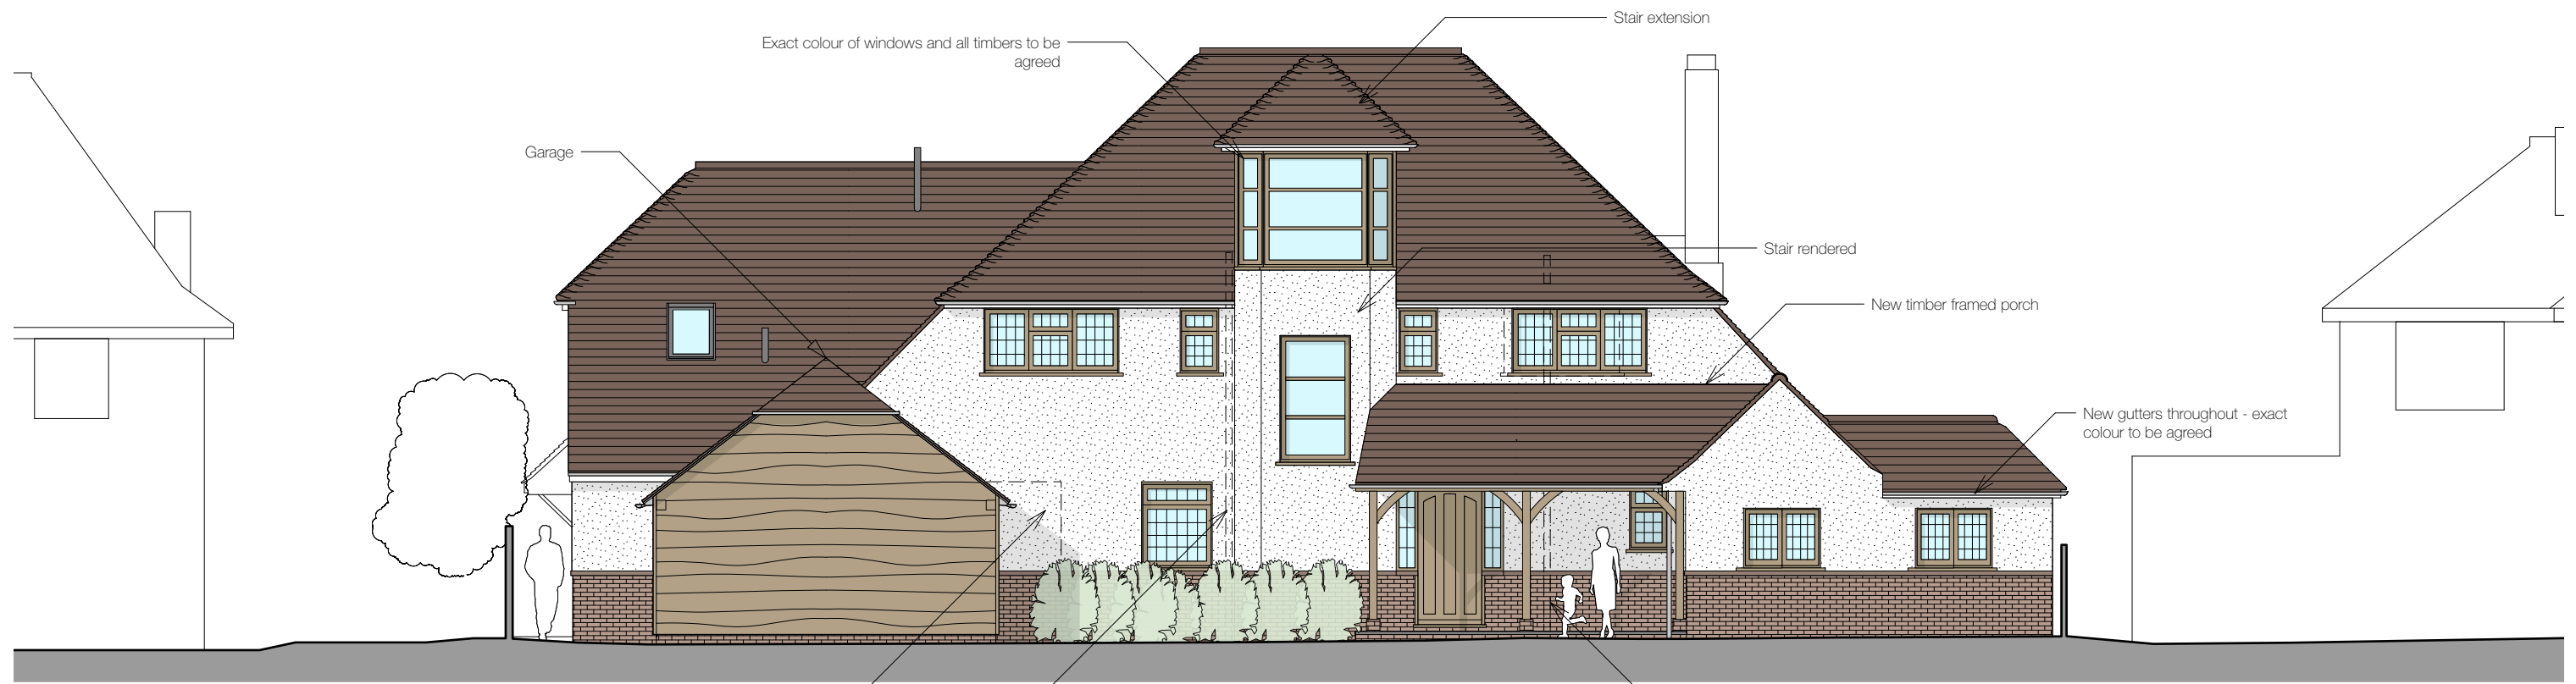 Stair extension
Exact colour of windows and all timbers to be
agreed
Garage
Stair rendered
New timber framed porch
New gutters throughout - exact
colour to be agreed